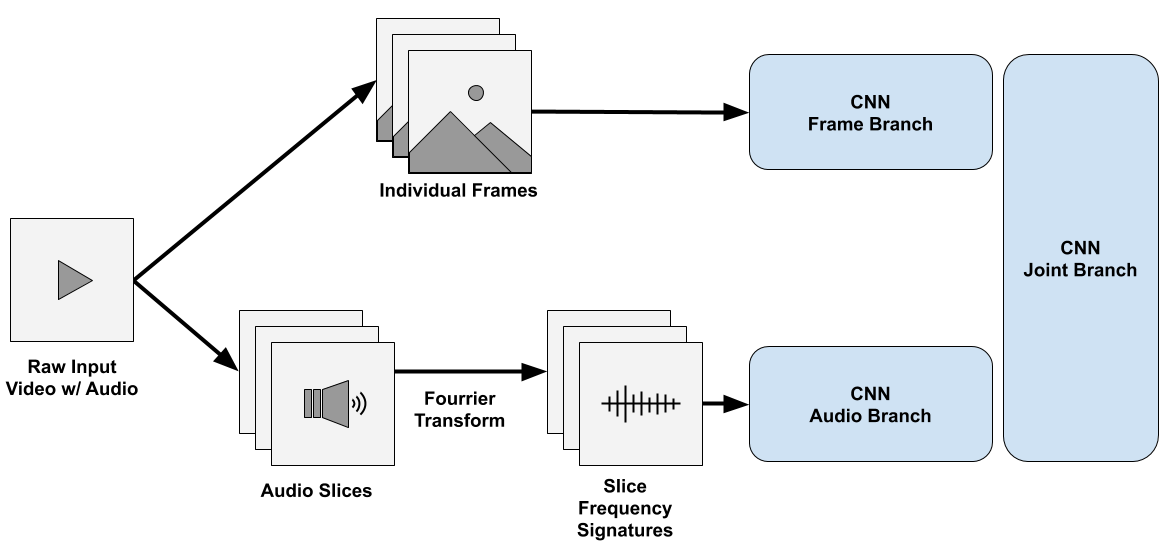 CNN
Frame Branch
Individual Frames
CNN
Joint Branch
Raw Input
Video w/ Audio
Fourrier
Transform
CNN
Audio Branch
Audio Slices
Slice
Frequency
Signatures